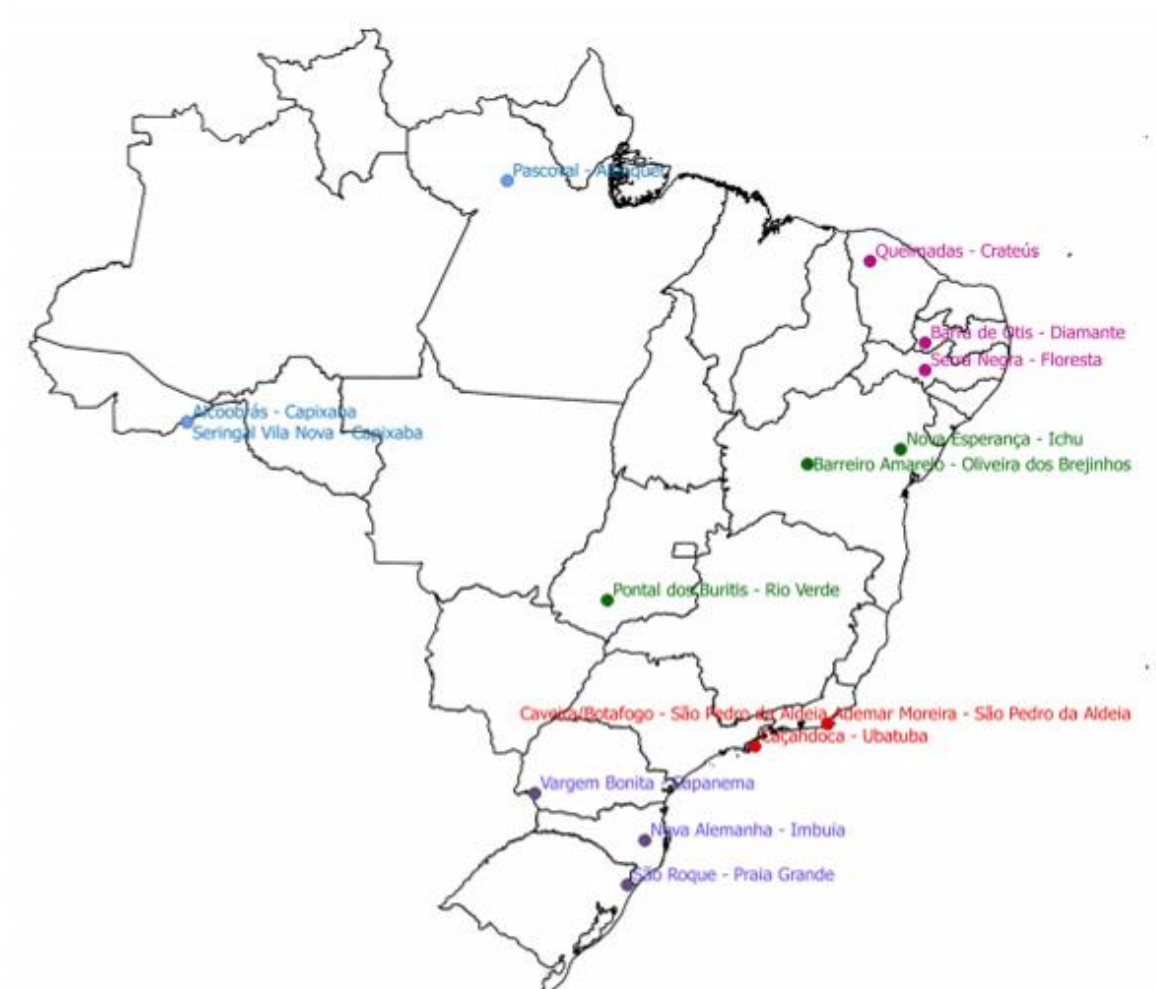 Pascoval - Alenquer
Queimadas - Crateús
Barra de Otis - Diamante
Serra Negra - Floresta
Alcoobrás - Capixaba
Seringal Vila Nova - Capixaba
Nova Esperança - Ichu
Barreiro Amarelo - Oliveira dos Brejinhos
Pontal dos Buritis - Rio Verde
Caveira/Botafogo - São Pedro da Aldeia Ademar Moreira - São Pedro da Aldeia
Caçandoca - Ubatuba
Vargem Bonita - Capanema
Nova Alemanha - Imbuia
São Roque - Praia Grande